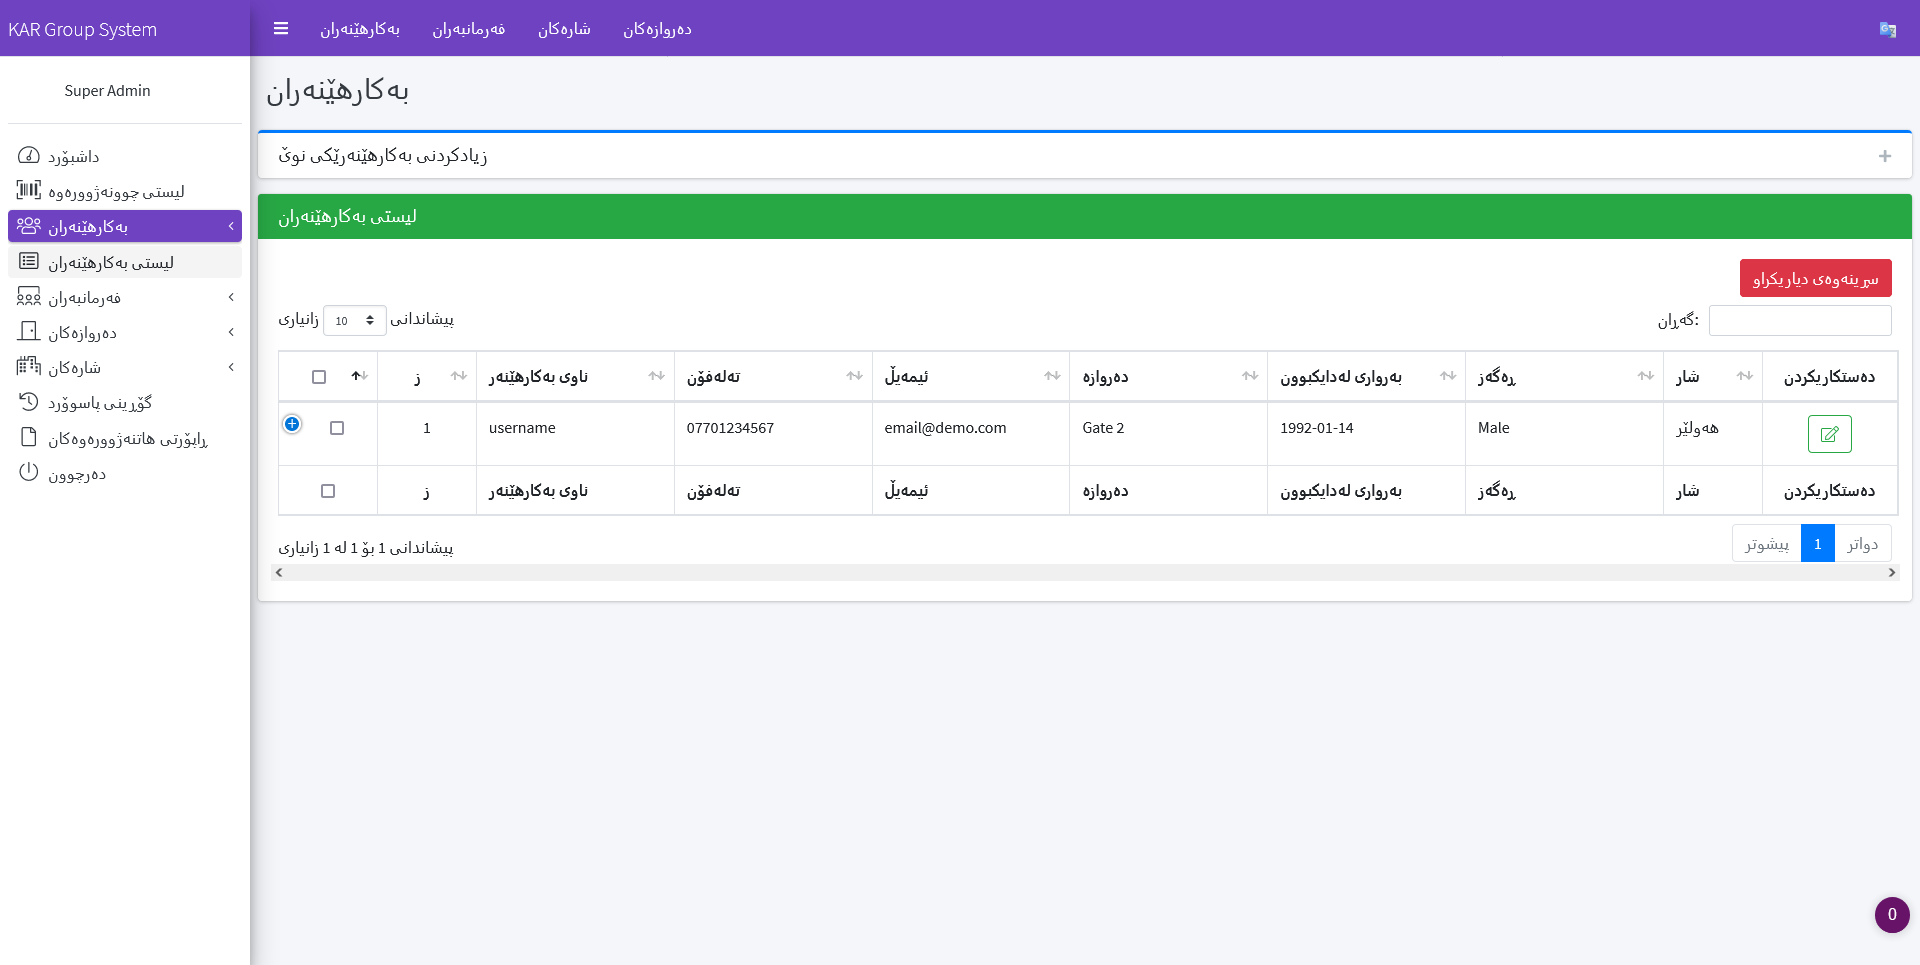 KAR Group System
بەکارهێنەران
فەرمانبەران
شارەکان
دەروازەکان
Super Admin
داشبۆرد
لیستی چوونەژوورەوە
بەکارهێنەران
لیستی بەکارهێنەران
فەرمانبەران
دەروازەکان
شارەکان
گۆڕینی پاسوۆرد
ڕاپۆرتی هاتنەژوورەوەکان
دەرچوون
بەکارهێنەران
زیادکردنی بەکارهێنەرێکی نوێ
لیستی بەکارهێنەران
سڕینەوەی دیاریکراو
پیشاندانی 10 زانیاری
گەڕان:
ز ناوی بەکارهێنەر تەلەفۆن ئیمەیڵ دەروازە بەرواری لەدایکبوون ڕەگەز شار دەستکاریکردن
1 username 07701234567 email@demo.com Gate 2 1992-01-14 Male هەولێر
ز ناوی بەکارهێنەر تەلەفۆن ئیمەیڵ دەروازە بەرواری لەدایکبوون ڕەگەز شار دەستکاریکردن
پیشاندانی 1 بۆ 1 لە 1 زانیاری
پیشوتر 1 دواتر
0